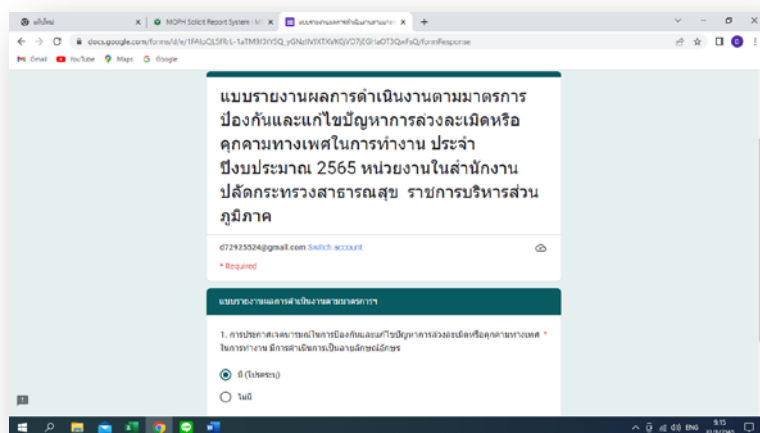 MOPH Solicit Report System
Gmail YouTube Maps Google
แบบรายงานผลการดำเนินงานตามมาตรการ
ป้องกันและแก้ไขปัญหาการล่วงละเมิดหรือ
คุกคามทางเพศในการทำงาน ประจำ
ปีงบประมาณ 2565 หน่วยงานในสำนักงาน
ปลัดกระทรวงสาธารณสุข ราชการบริหารส่วน
ภูมิภาค
d72925524@gmail.com Switch account
* Required
แบบรายงานผลการดำเนินงานตามมาตรการฯ
1. การประกาศเจตนารมณ์ในการป้องกันและแก้ไขปัญหาการล่วงละเมิดหรือคุกคามทางเพศ *
ในการทำงาน มีการดำเนินการเป็นลายลักษณ์อักษร
มี (โปรดระบุ)
ไม่มี
ENG 9:15